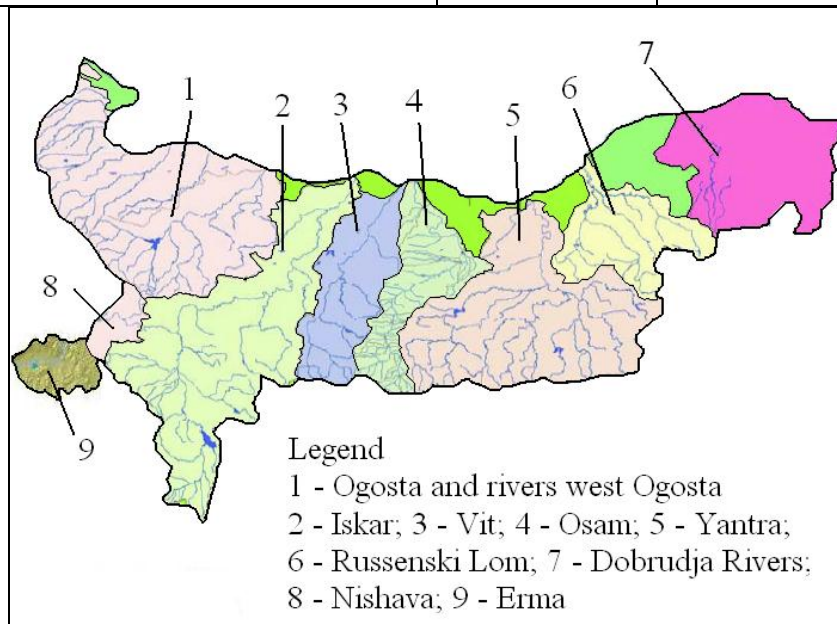 7
1
6
2
3
4
5
8
9
Legend
1 - Ogosta and rivers west Ogosta
2 - Iskar; 3 - Vit; 4 - Osam; 5 - Yantra;
6 - Russenski Lom; 7 - Dobrudja Rivers;
8 - Nishava; 9 - Erma